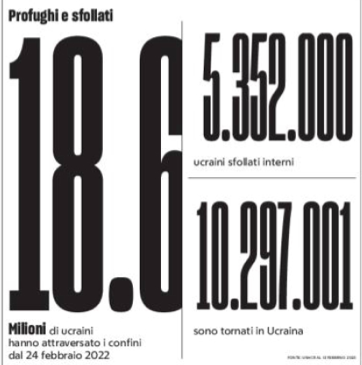 Profughi e sfollati
18.6
Milioni di ucraini
hanno attraversato i confini
dal 24 febbraio 2022
5.352.000
ucraini sfollati interni
10.297.001
sono tornati in Ucraina